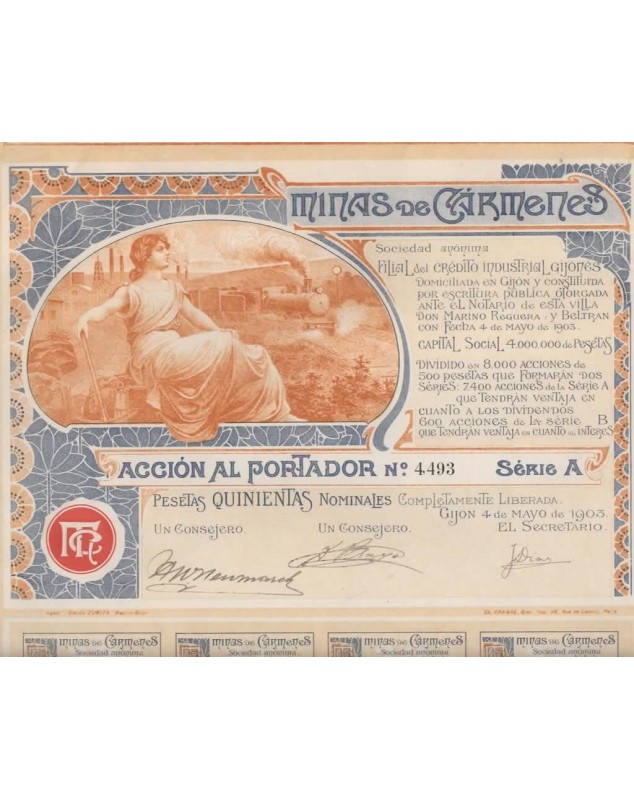 MINAS DE CÁRMENES
Sociedad anónima
Filial del Crédito Industrial Gijonés
Domiciliada en Gijón y constituida
por escritura pública otorgada
ante el Notario de esta villa
Don Marino Reguera y Beltran
con fecha 4 de Mayo de 1903.
Capital Social 4.000.000 de Pesetas
Dividido en 8.000 acciones de
500 pesetas que formarán dos
séries: 7.400 acciones de la Série A
que tendrán ventaja en
cuanto a los dividendos
600 acciones de la série B
que tendrán ventaja en cuanto al interés
ACCIÓN AL PORTADOR Nº. 4493 SÉRIE A
Pesetas QUINIENTAS Nominales Completamente Liberada.
Gijon 4 de Mayo de 1903.
Un Consejero. Un Consejero. El Secretario.
MINAS DE CÁRMENES MINAS DE CÁRMENES MINAS DE CÁRMENES MINAS DE CÁRMENES
Sociedad anónima Sociedad anónima Sociedad anónima Sociedad anónima